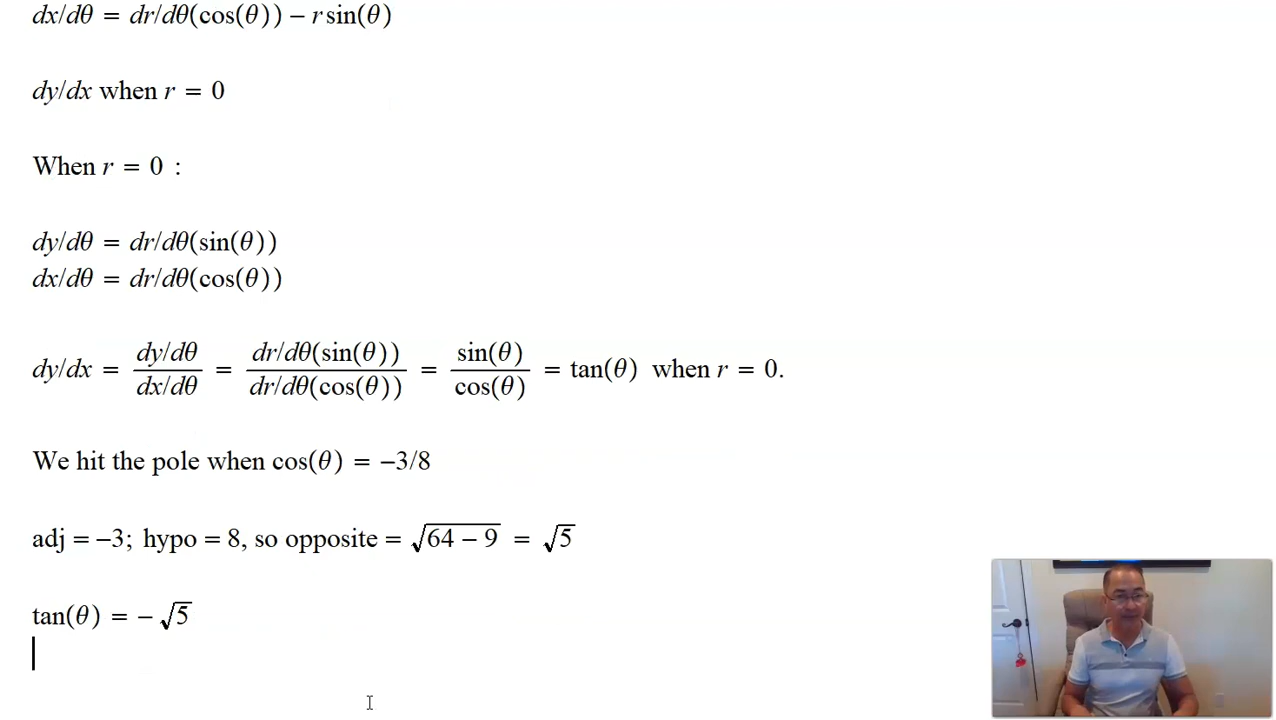 dx/dθ = dr/dθ(cos(θ)) − r sin(θ)
dy/dx when r = 0
When r = 0 :
dy/dθ = dr/dθ(sin(θ))
dx/dθ = dr/dθ(cos(θ))
dy/dx = (dy/dθ)/(dx/dθ) = (dr/dθ(sin(θ)))/(dr/dθ(cos(θ))) = sin(θ)/cos(θ) = tan(θ) when r = 0.
We hit the pole when cos(θ) = −3/8
adj = −3; hypo = 8, so opposite = √(64 − 9) = √5
tan(θ) = − √5